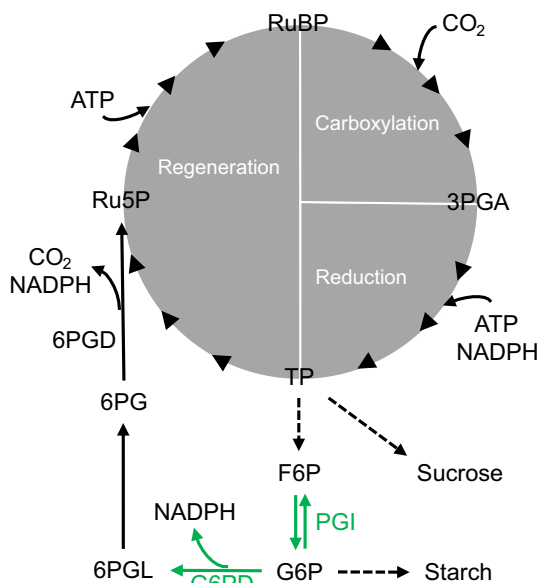 RuBP
CO2
ATP
Carboxylation
Regeneration
Ru5P
3PGA
CO2
NADPH
Reduction
ATP
NADPH
6PGD
TP
6PG
F6P
Sucrose
NADPH
PGI
6PGL
G6PD
G6P
Starch